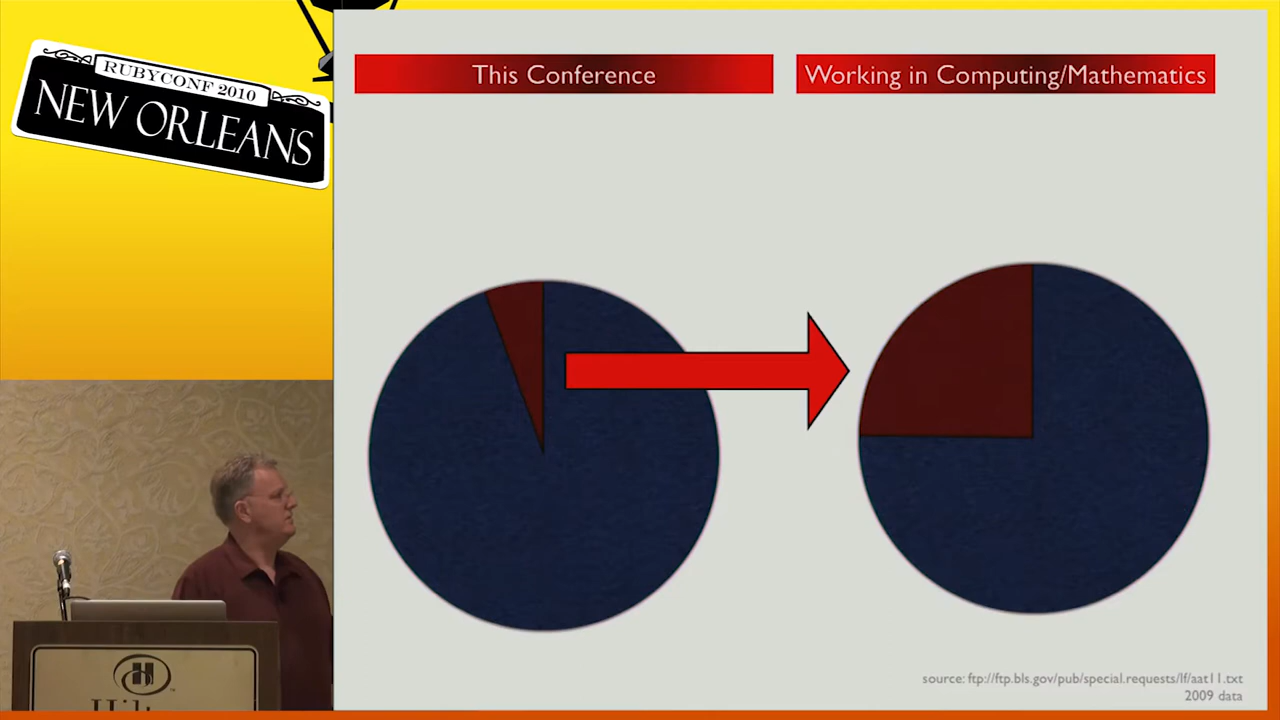 RUBYCONF 2010
NEW ORLEANS
This Conference
Working in Computing/Mathematics
source: ftp://ftp.bls.gov/pub/special.requests/lf/aat11.txt
2009 data
H